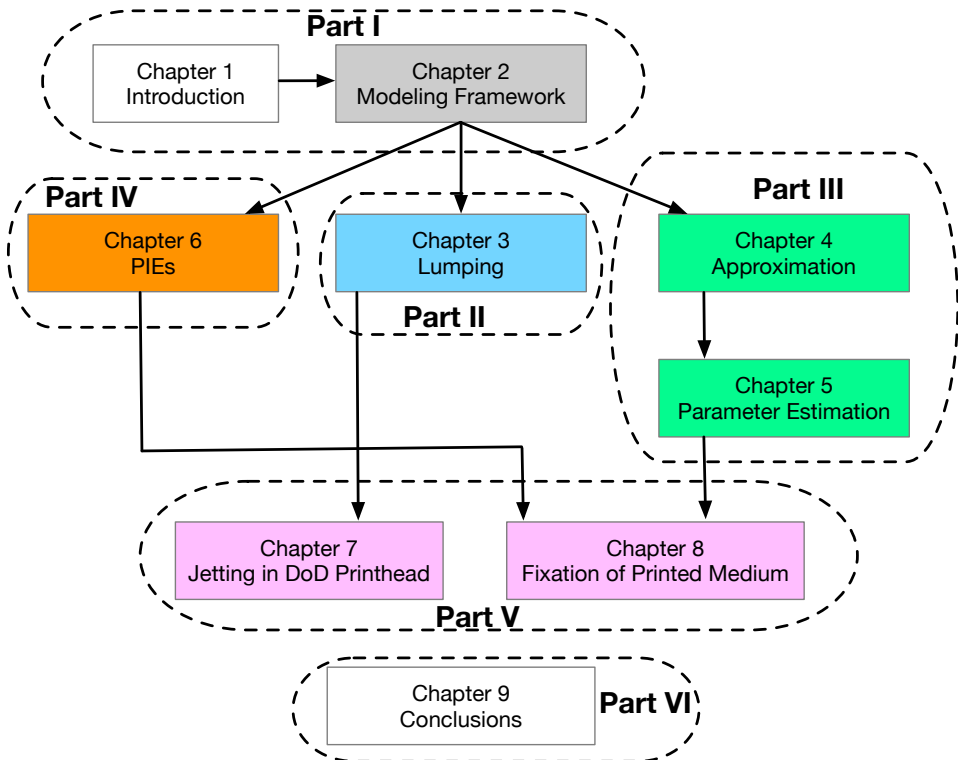 Part I
Chapter 1
Introduction
Chapter 2
Modeling Framework
Part IV
Chapter 6
PIEs
Chapter 3
Lumping
Part II
Part III
Chapter 4
Approximation
Chapter 5
Parameter Estimation
Chapter 7
Jetting in DoD Printhead
Chapter 8
Fixation of Printed Medium
Part V
Chapter 9
Conclusions
Part VI